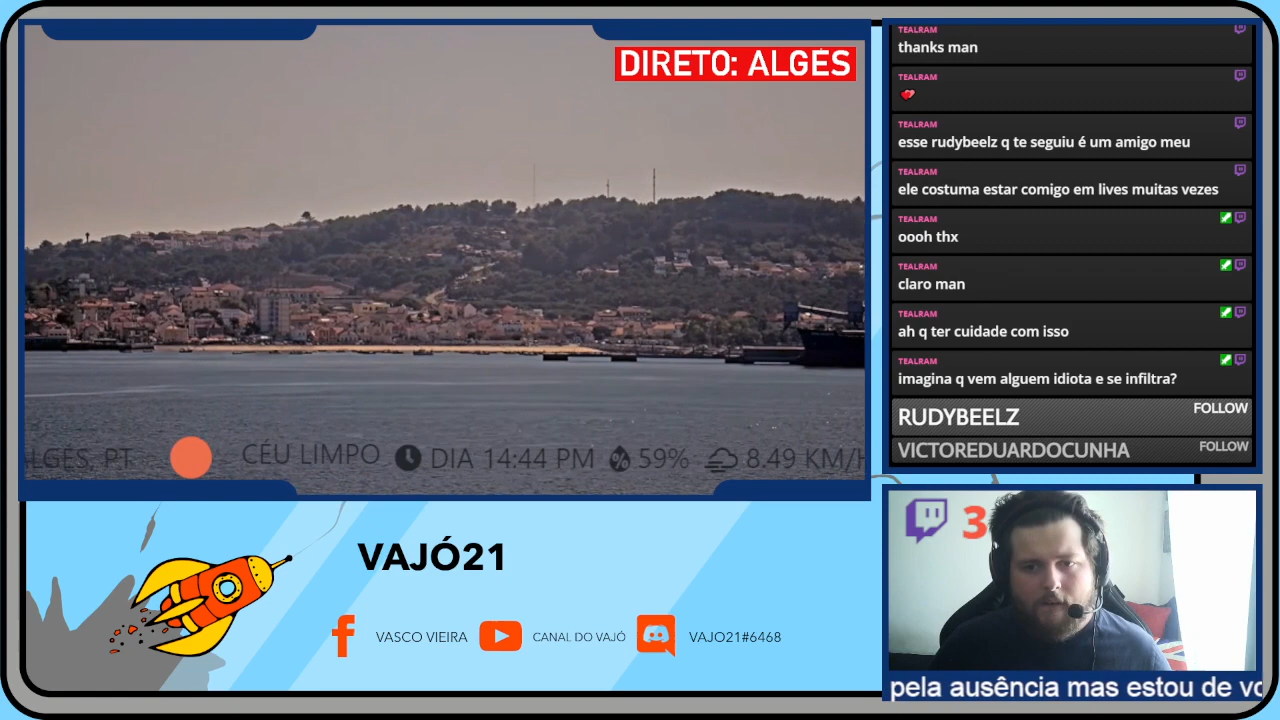 DIRETO: ALGÉS
ALGÉS, PT
CÉU LIMPO
DIA 14:44 PM
59%
8.49 KM/H
TEALRAM
thanks man
TEALRAM
TEALRAM
esse rudybeelz q te seguiu é um amigo meu
TEALRAM
ele costuma estar comigo em lives muitas vezes
TEALRAM
oooh thx
TEALRAM
claro man
TEALRAM
ah q ter cuidade com isso
TEALRAM
imagina q vem alguem idiota e se infiltra?
RUDYBEELZ FOLLOW
VICTOREDUARDOCUNHA FOLLOW
3
VAJÓ21
VASCO VIEIRA
CANAL DO VAJÓ
VAJO21#6468
pela ausência mas estou de vo